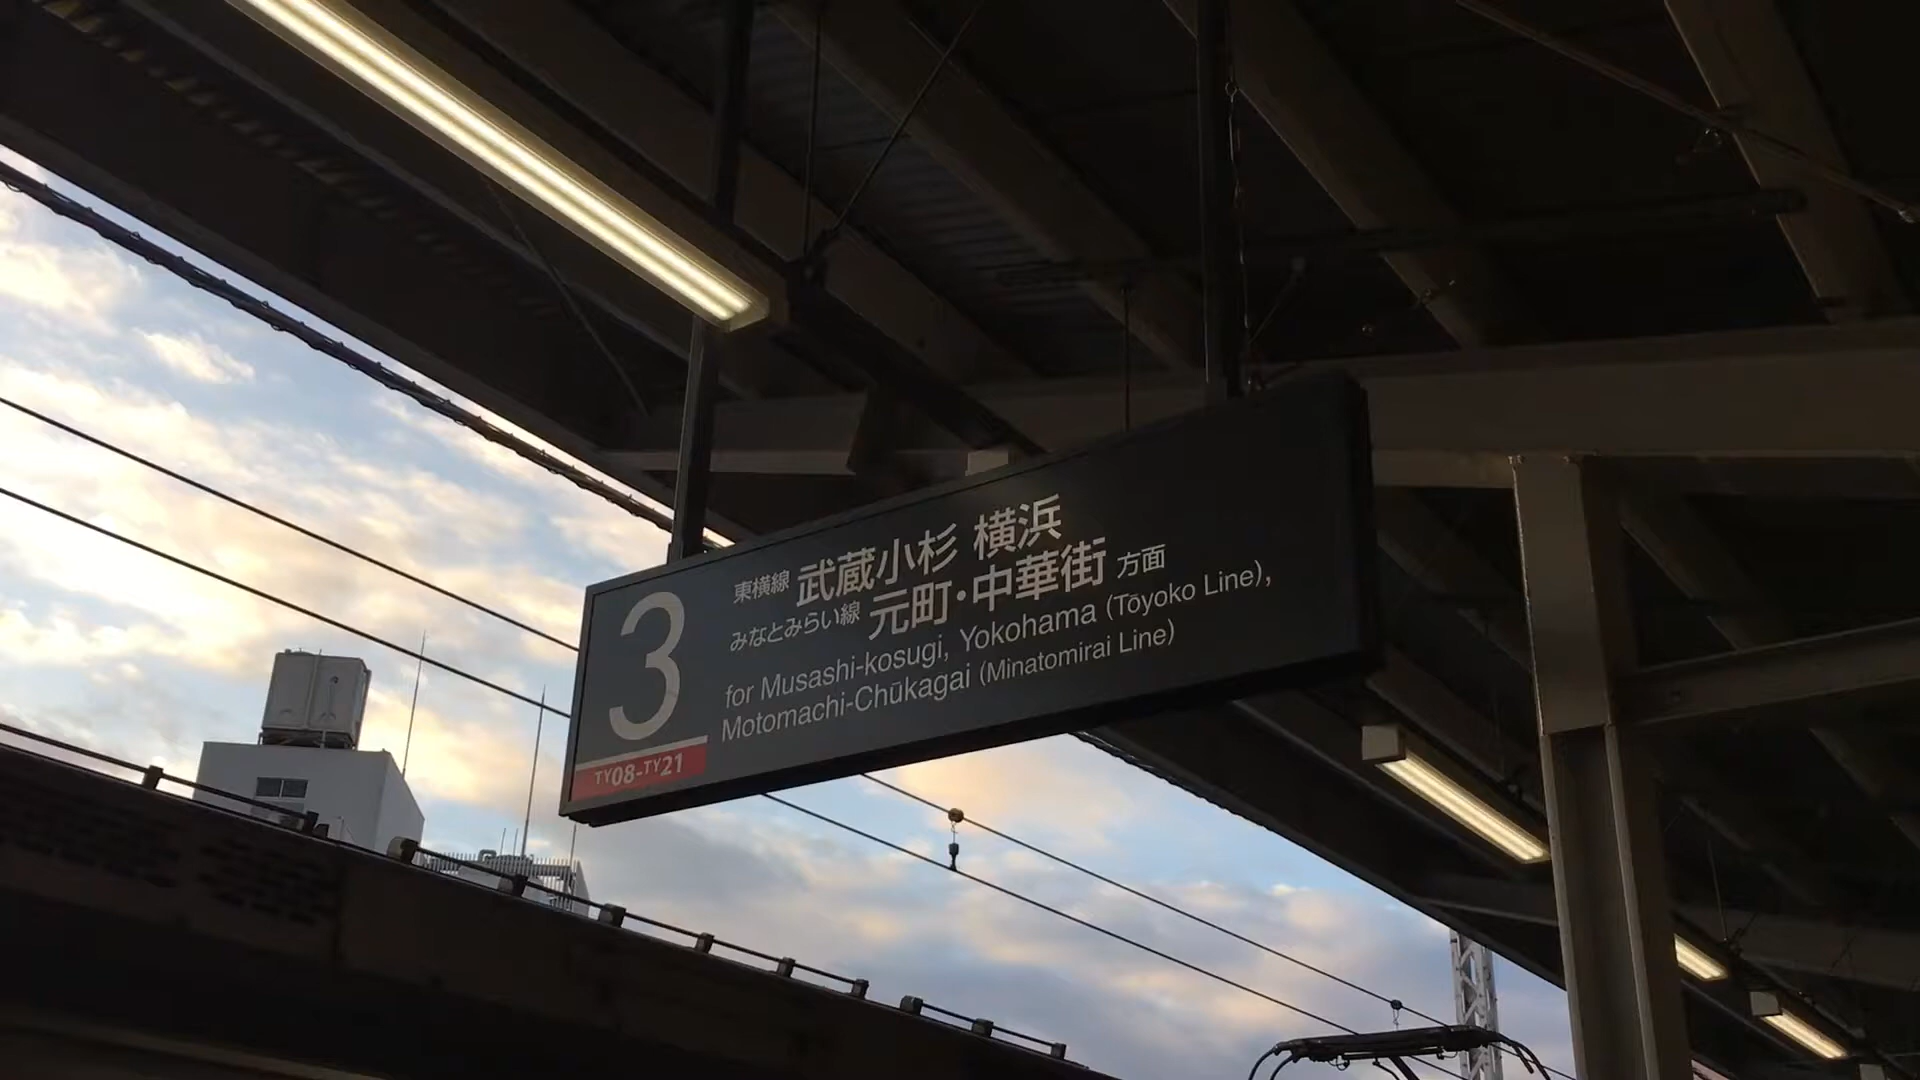 3
東横線 武蔵小杉 横浜
みなとみらい線 元町・中華街 方面
for Musashi-kosugi, Yokohama (Tōyoko Line),
Motomachi-Chūkagai (Minatomirai Line)
TY08-TY21